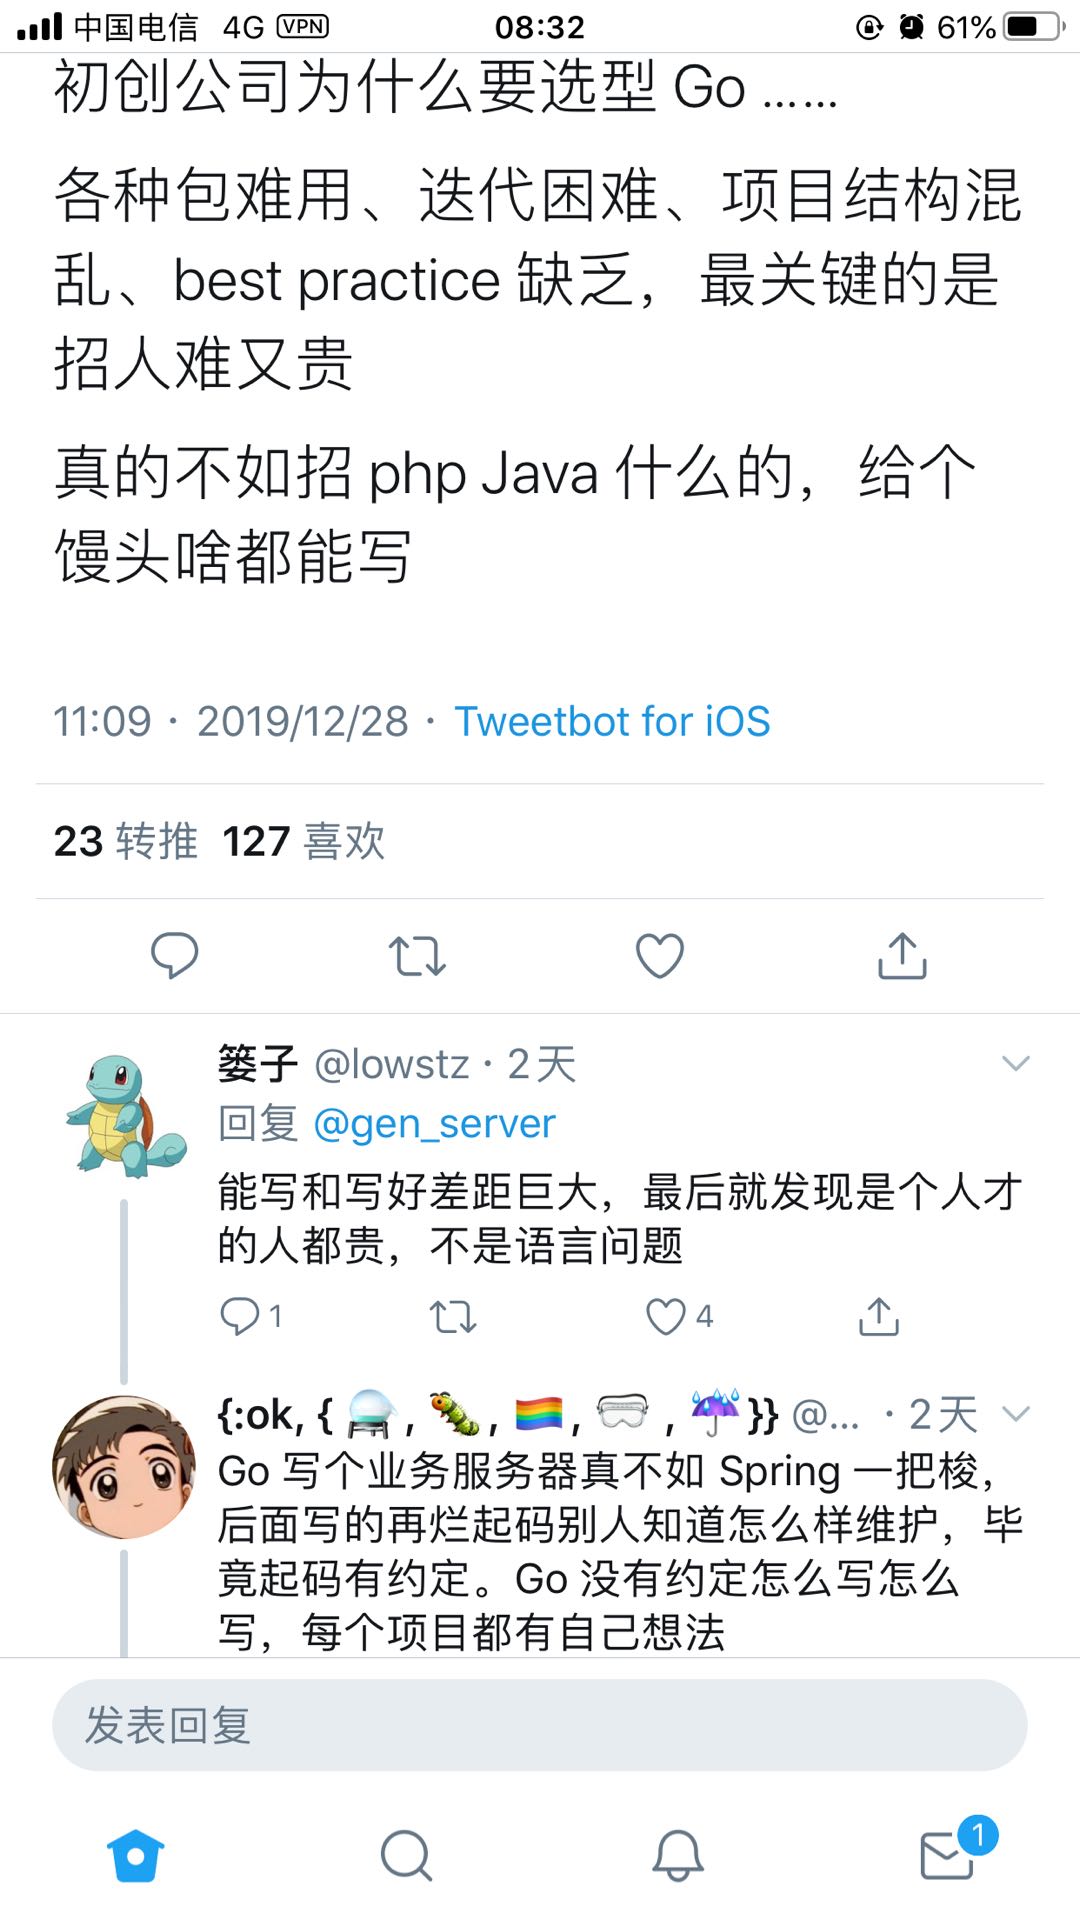 中国电信 4G VPN 08:32 61%
初创公司为什么要选型 Go ......
各种包难用、迭代困难、项目结构混
乱、best practice 缺乏，最关键的是
招人难又贵
真的不如招 php Java 什么的，给个
馒头啥都能写
11:09 · 2019/12/28 · Tweetbot for iOS
23 转推 127 喜欢
篓子 @lowstz · 2天
回复 @gen_server
能写和写好差距巨大，最后就发现是个人才
的人都贵，不是语言问题
1 4
{:ok, {🔮, 🐛, 🏳️‍🌈, 🥽, ☔}} @... · 2天
Go 写个业务服务器真不如 Spring 一把梭，
后面写的再烂起码别人知道怎么样维护，毕
竟起码有约定。Go 没有约定怎么写怎么
写，每个项目都有自己想法
发表回复
1